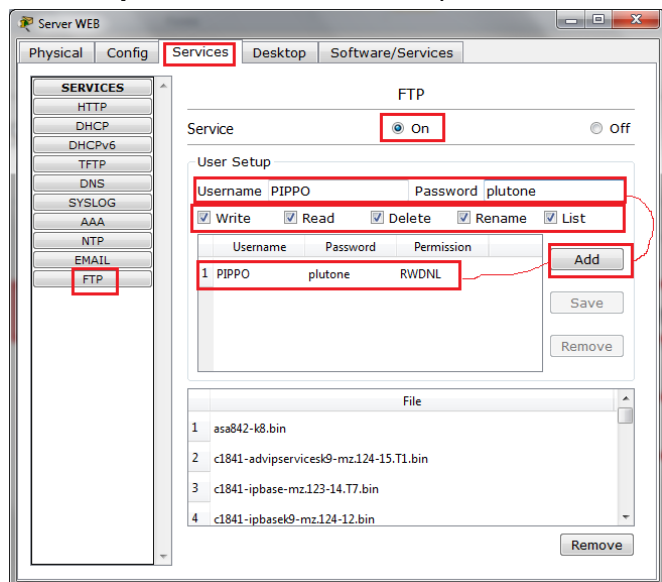 Server WEB
Physical Config Services Desktop Software/Services
SERVICES
HTTP
DHCP
DHCPv6
TFTP
DNS
SYSLOG
AAA
NTP
EMAIL
FTP
FTP
Service On Off
User Setup
Username PIPPO Password plutone
Write Read Delete Rename List
Username Password Permission
1 PIPPO plutone RWDNL
Add
Save
Remove
File
1 asa842-k8.bin
2 c1841-advipservicesk9-mz.124-15.T1.bin
3 c1841-ipbase-mz.123-14.T7.bin
4 c1841-ipbasek9-mz.124-12.bin
Remove